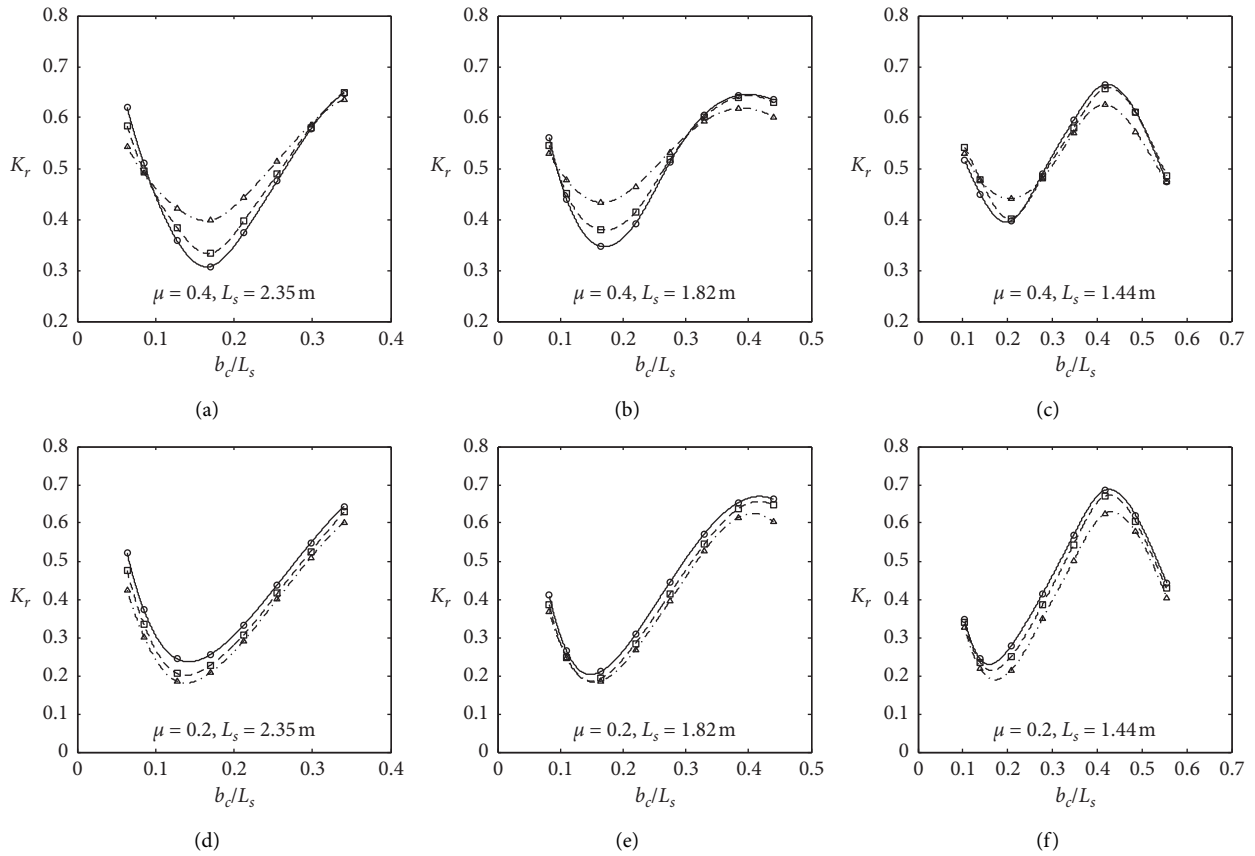 0.8
0.7
0.6
0.5
0.4
0.3
0.2
K_r
0 0.1 0.2 0.3 0.4
b_c/L_s
μ = 0.4, L_s = 2.35 m
(a)
0.8
0.7
0.6
0.5
0.4
0.3
0.2
K_r
0 0.1 0.2 0.3 0.4 0.5
b_c/L_s
μ = 0.4, L_s = 1.82 m
(b)
0.8
0.7
0.6
0.5
0.4
0.3
0.2
K_r
0 0.1 0.2 0.3 0.4 0.5 0.6 0.7
b_c/L_s
μ = 0.4, L_s = 1.44 m
(c)
0.8
0.7
0.6
0.5
0.4
0.3
0.2
0.1
0
K_r
0 0.1 0.2 0.3 0.4
b_c/L_s
μ = 0.2, L_s = 2.35 m
(d)
0.8
0.7
0.6
0.5
0.4
0.3
0.2
0.1
0
K_r
0 0.1 0.2 0.3 0.4 0.5
b_c/L_s
μ = 0.2, L_s = 1.82 m
(e)
0.8
0.7
0.6
0.5
0.4
0.3
0.2
0.1
0
K_r
0 0.1 0.2 0.3 0.4 0.5 0.6 0.7
b_c/L_s
μ = 0.2, L_s = 1.44 m
(f)